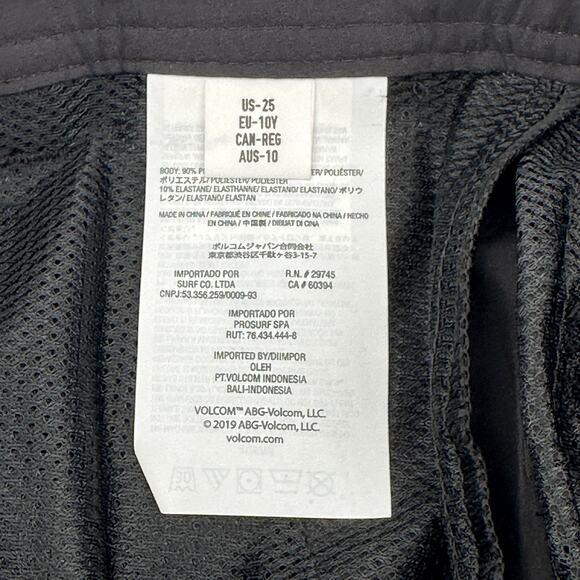 US-25
EU-10Y
CAN-REG
AUS-10
BODY: 90% P
ER/ POLIÉSTER/
ポリエステル/ POLIESTER/ POLIESTER
10% ELASTANE/ ELASTHANNE/ ELASTANO/ ELASTANO/ ポリウ
レタン/ ELASTAN/ ELASTAN
MADE IN CHINA / FABRIQUÉ EN CHINE / FABRICADO NA CHINA / HECHO
EN CHINA / 中国製 / DIBUAT DI CINA
ボルコムジャパン合同会社
東京都渋谷区千駄ヶ谷3-15-7
IMPORTADO POR
SURF CO. LTDA
CNPJ:53.356.259/0009-93
R.N. # 29745
CA # 60394
IMPORTADO POR
PROSURF SPA
RUT: 76.434.444-8
IMPORTED BY/DIIMPOR
OLEH
PT.VOLCOM INDONESIA
BALI-INDONESIA
VOLCOM™ ABG-Volcom, LLC.
© 2019 ABG-Volcom, LLC.
volcom.com